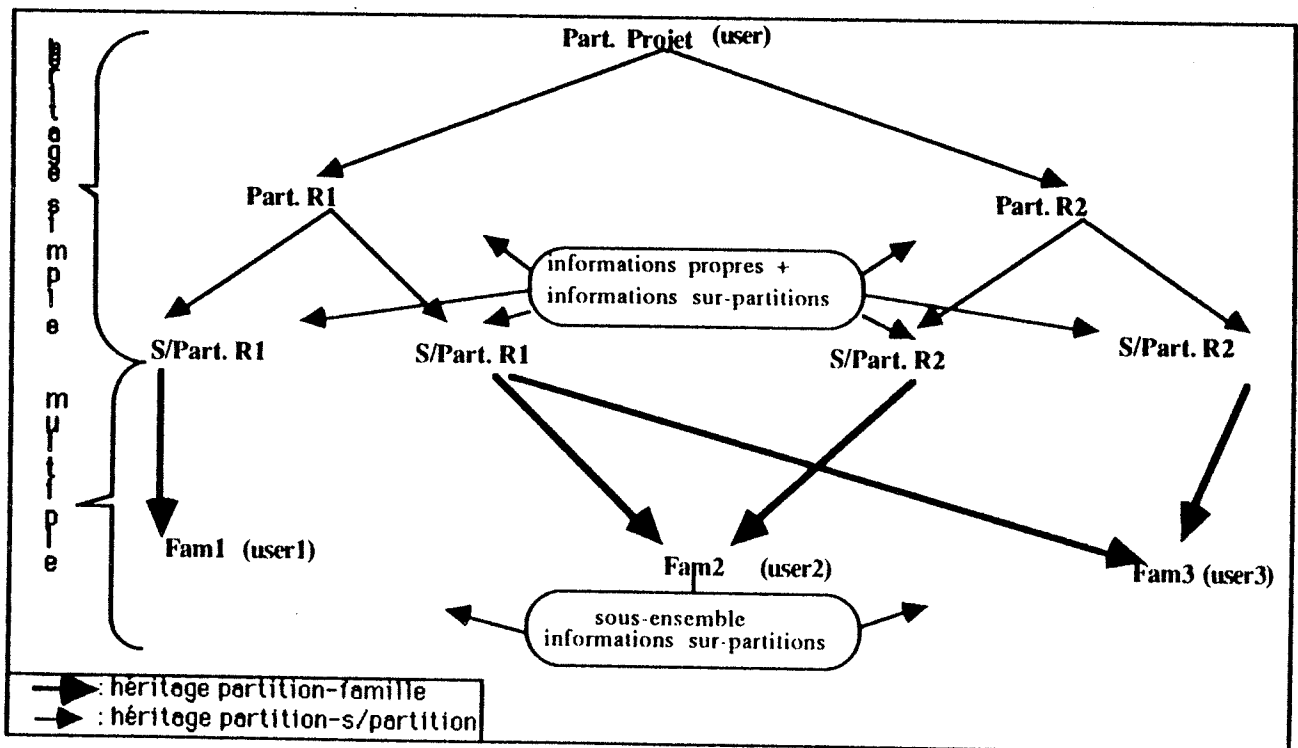 Part. Projet (user)
héritage simple
Part. R1
Part. R2
informations propres +
informations sur-partitions
S/Part. R1
S/Part. R1
S/Part. R2
S/Part. R2
multiple
Fam1 (user1)
Fam2 (user2)
Fam3 (user3)
sous-ensemble
informations sur-partitions
: héritage partition-famille
: héritage partition-s/partition